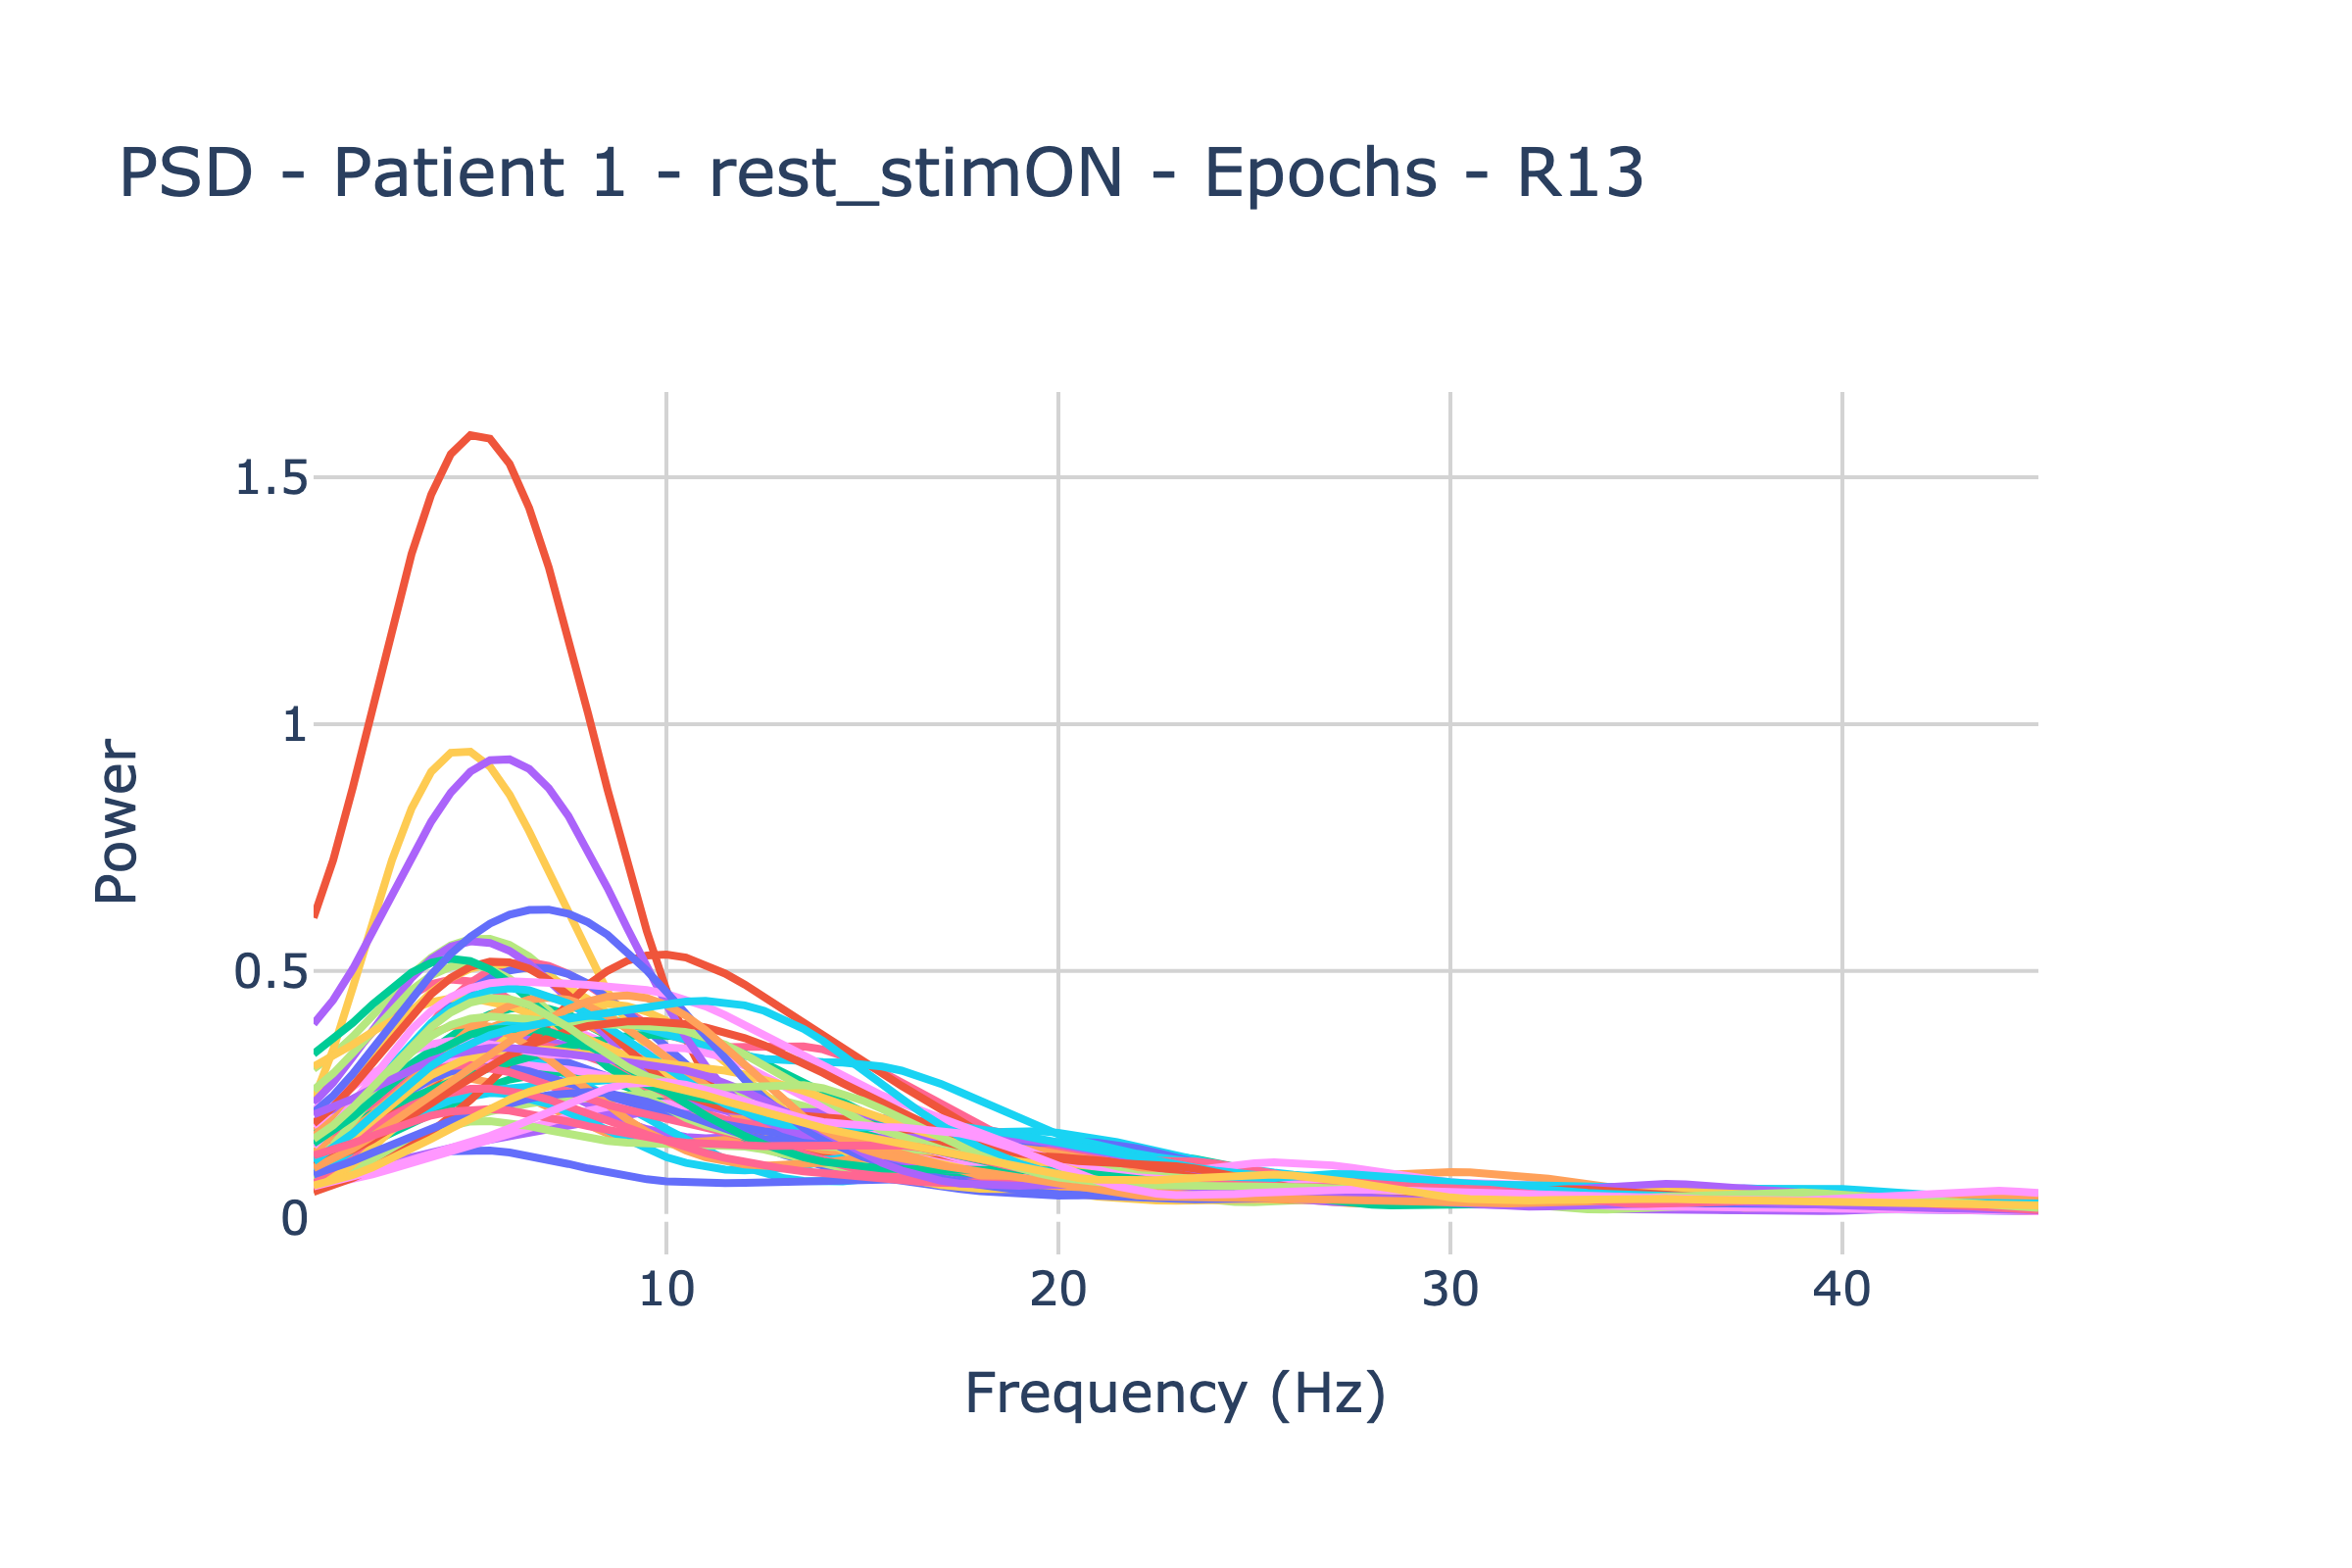 PSD - Patient 1 - rest_stimON - Epochs - R13
1.5
1
0.5
0
Power
10 20 30 40
Frequency (Hz)